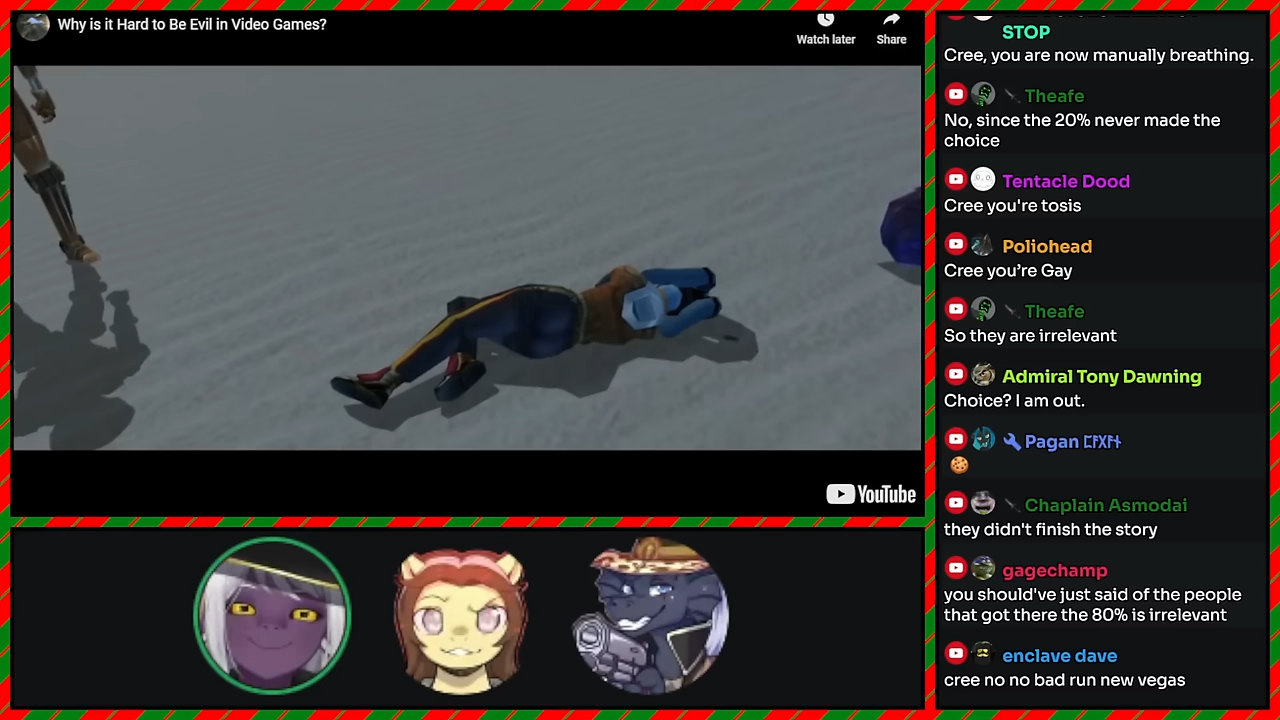 Why is it Hard to Be Evil in Video Games?
Watch later
Share
YouTube
STOP
Cree, you are now manually breathing.
Theafe
No, since the 20% never made the
choice
Tentacle Dood
Cree you're tosis
Poliohead
Cree you’re Gay
Theafe
So they are irrelevant
Admiral Tony Dawning
Choice? I am out.
Pagan
Chaplain Asmodai
they didn't finish the story
gagechamp
you should've just said of the people
that got there the 80% is irrelevant
enclave dave
cree no no bad run new vegas